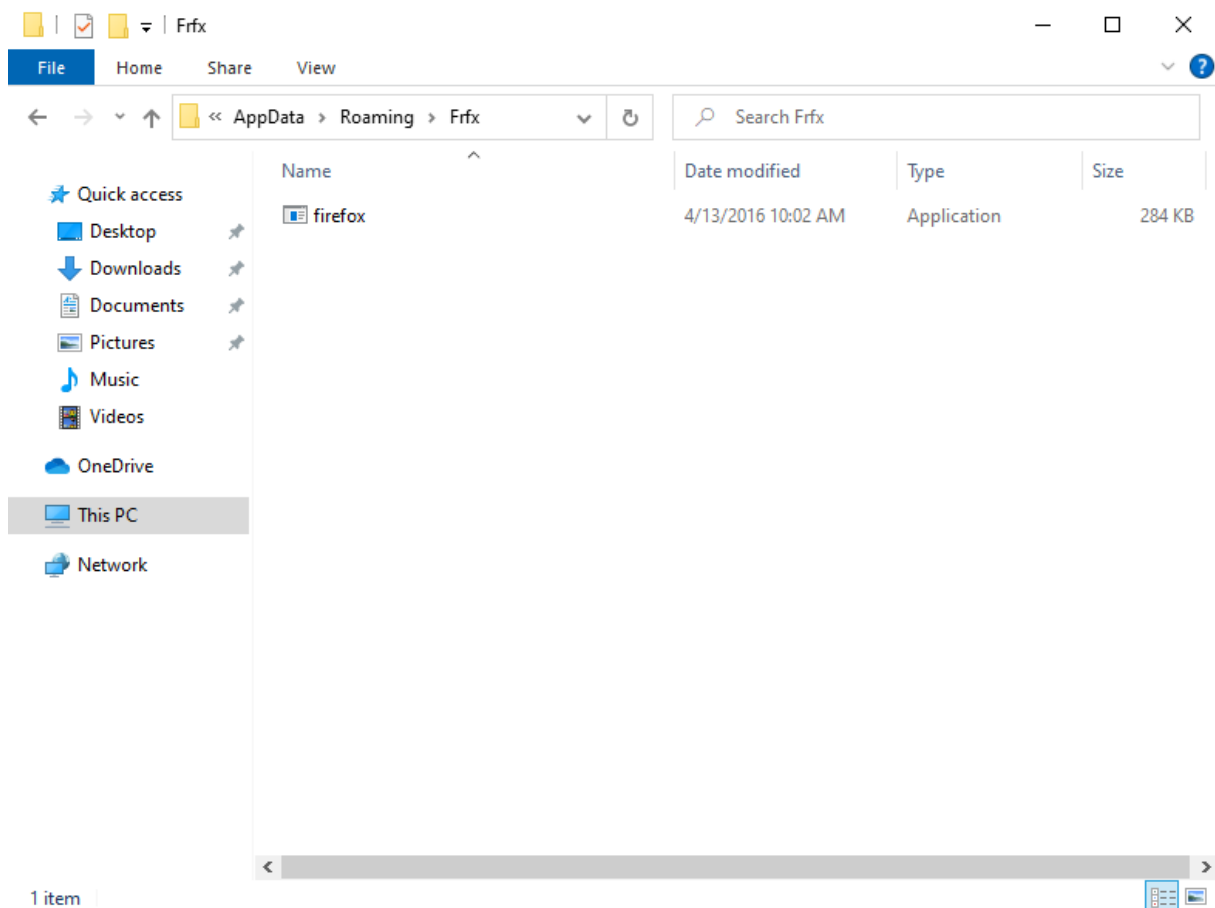 Frfx
File Home Share View
« AppData > Roaming > Frfx Search Frfx
Name Date modified Type Size
Quick access
firefox 4/13/2016 10:02 AM Application 284 KB
Desktop
Downloads
Documents
Pictures
Music
Videos
OneDrive
This PC
Network
1 item